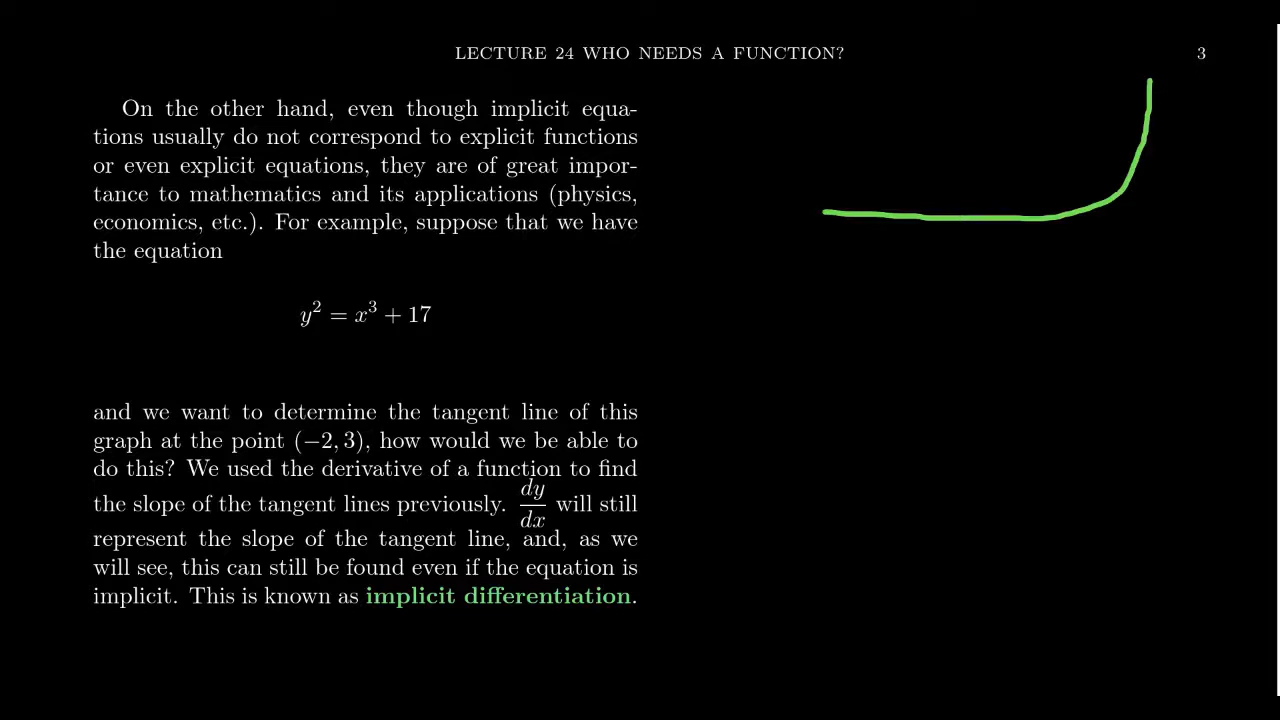 LECTURE 24 WHO NEEDS A FUNCTION?
3
On the other hand, even though implicit equa-
tions usually do not correspond to explicit functions
or even explicit equations, they are of great impor-
tance to mathematics and its applications (physics,
economics, etc.). For example, suppose that we have
the equation
y² = x³ + 17
and we want to determine the tangent line of this
graph at the point (−2, 3), how would we be able to
do this? We used the derivative of a function to find
the slope of the tangent lines previously. dy/dx will still
represent the slope of the tangent line, and, as we
will see, this can still be found even if the equation is
implicit. This is known as implicit differentiation.